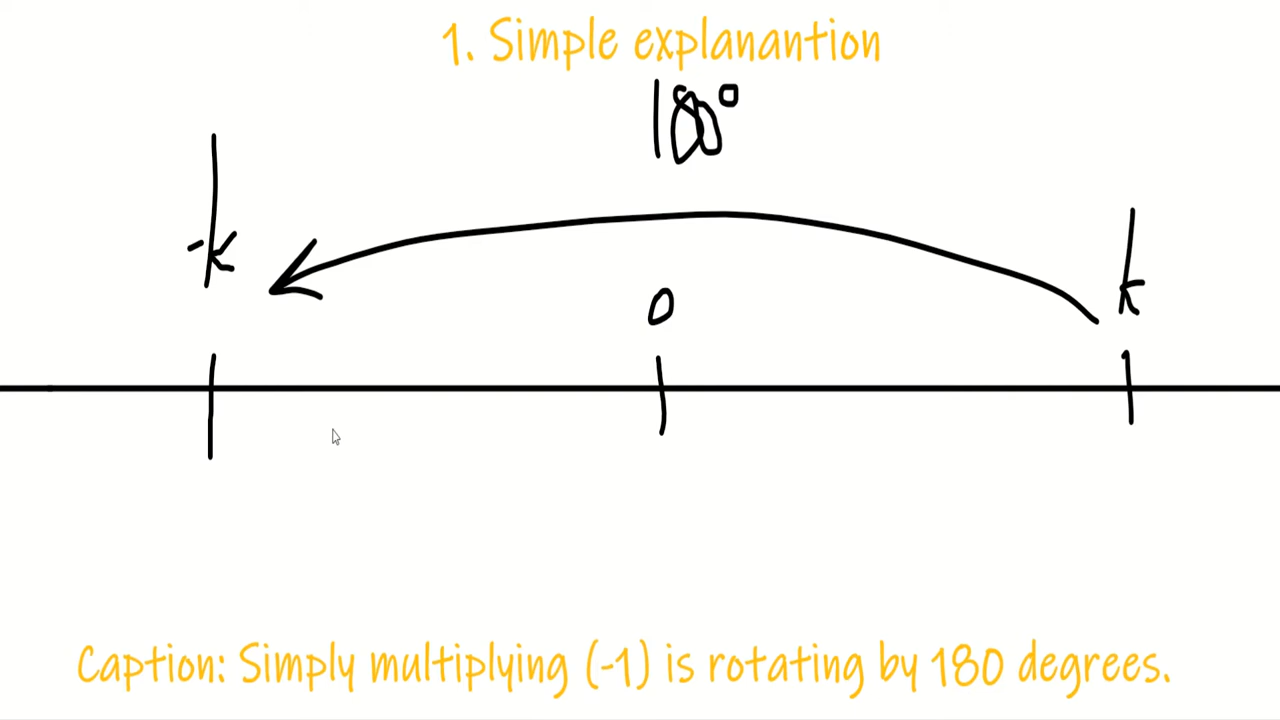 1. Simple explanantion
180°
-k
0
k
Caption: Simply multiplying (-1) is rotating by 180 degrees.